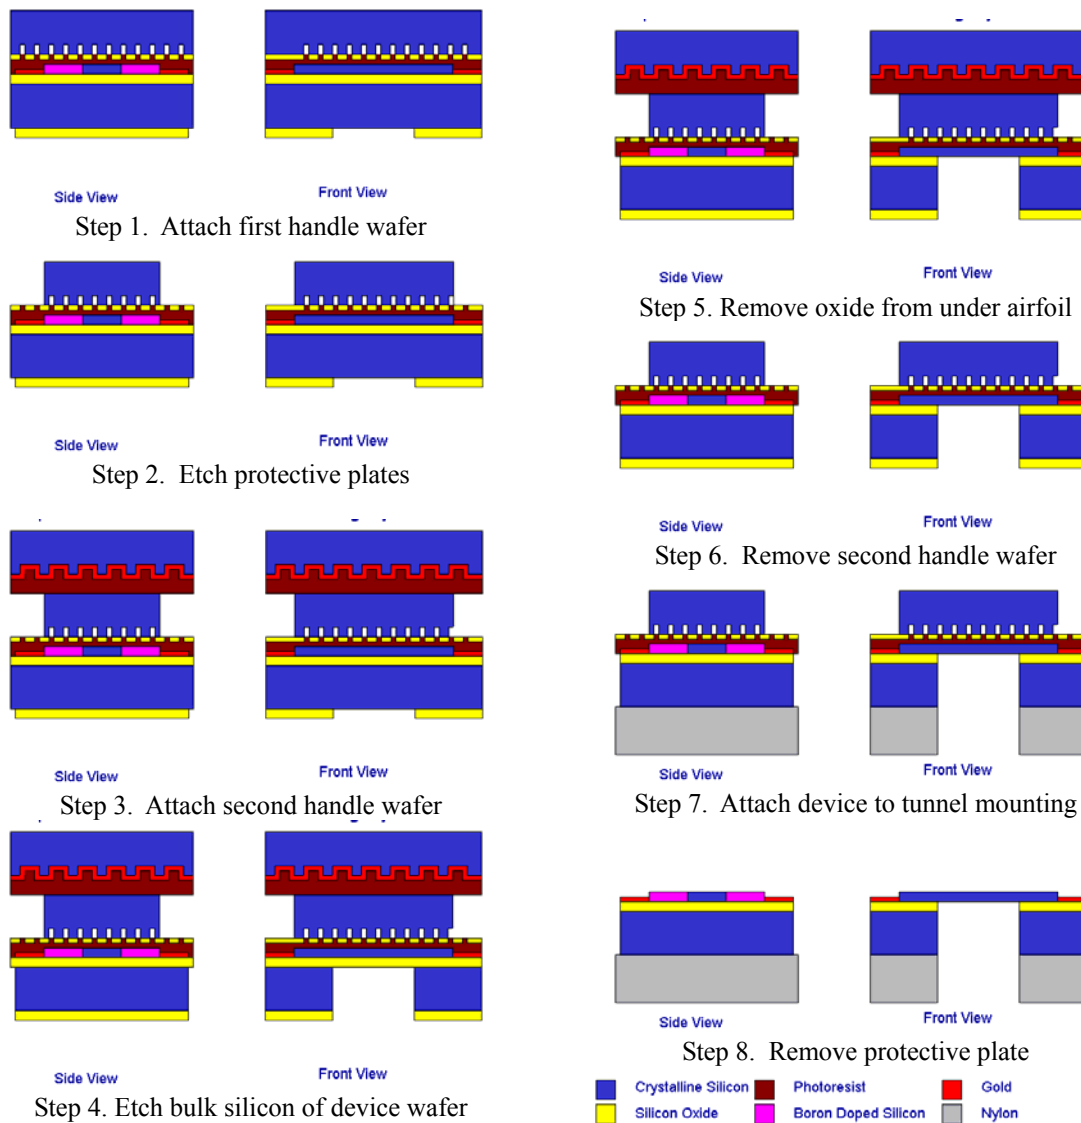 Side View
Front View
Step 1.  Attach first handle wafer
Side View
Front View
Step 2.  Etch protective plates
Side View
Front View
Step 3.  Attach second handle wafer
Side View
Front View
Step 4. Etch bulk silicon of device wafer
Side View
Front View
Step 5. Remove oxide from under airfoil
Side View
Front View
Step 6.  Remove second handle wafer
Side View
Front View
Step 7.  Attach device to tunnel mounting
Side View
Front View
Step 8.  Remove protective plate
Crystalline Silicon Photoresist Gold
Silicon Oxide Boron Doped Silicon Nylon